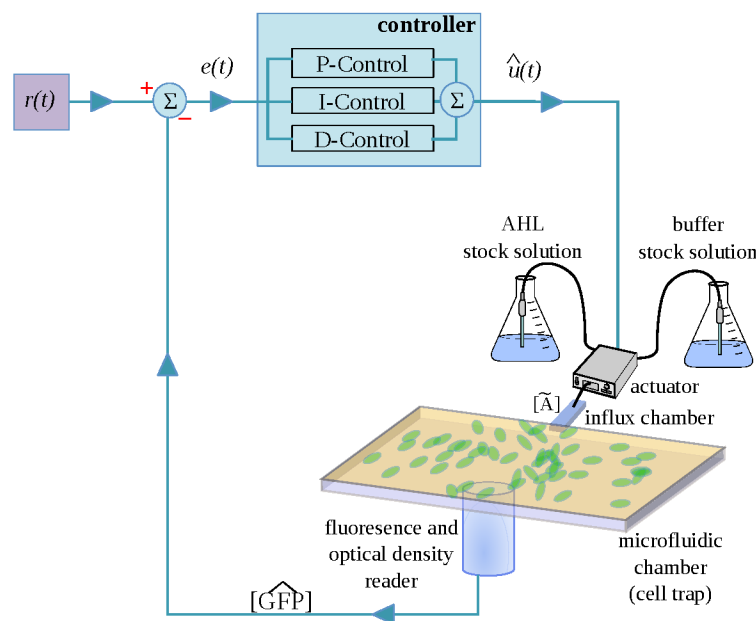 controller
P-Control
e(t)
û(t)
r(t)
+
Σ
I-Control
Σ
−
D-Control
AHL
stock solution
buffer
stock solution
actuator
[Ã]
influx chamber
fluoresence and
optical density
reader
microfluidic
chamber
(cell trap)
[GFP^]